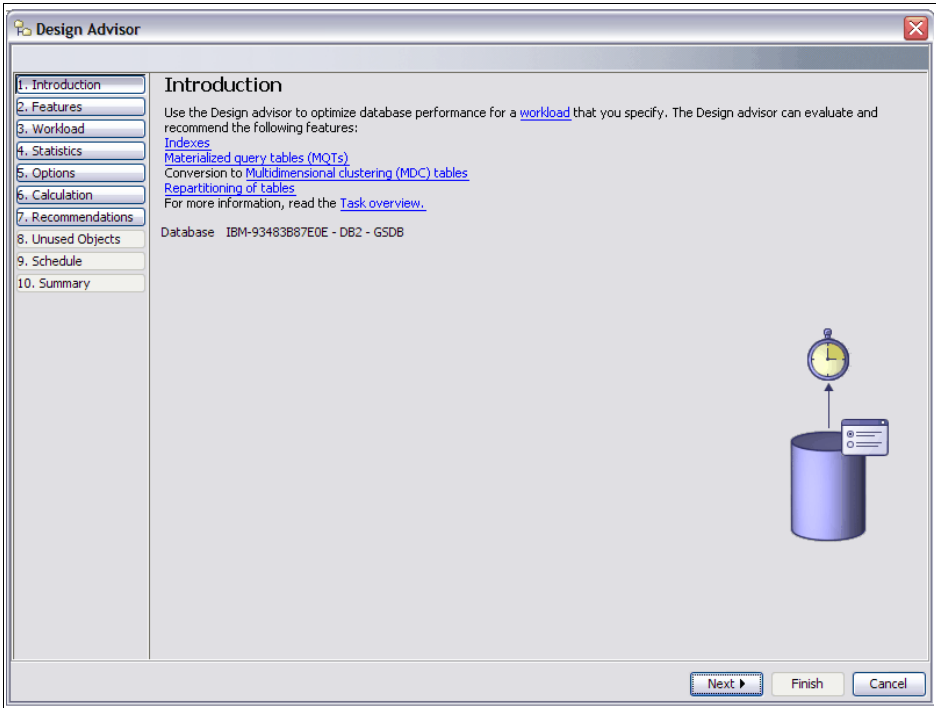 Design Advisor
1. Introduction
2. Features
3. Workload
4. Statistics
5. Options
6. Calculation
7. Recommendations
8. Unused Objects
9. Schedule
10. Summary
Introduction
Use the Design advisor to optimize database performance for a workload that you specify. The Design advisor can evaluate and
recommend the following features:
Indexes
Materialized query tables (MQTs)
Conversion to Multidimensional clustering (MDC) tables
Repartitioning of tables
For more information, read the Task overview.
Database IBM-93483B87E0E - DB2 - GSDB
Next
Finish
Cancel